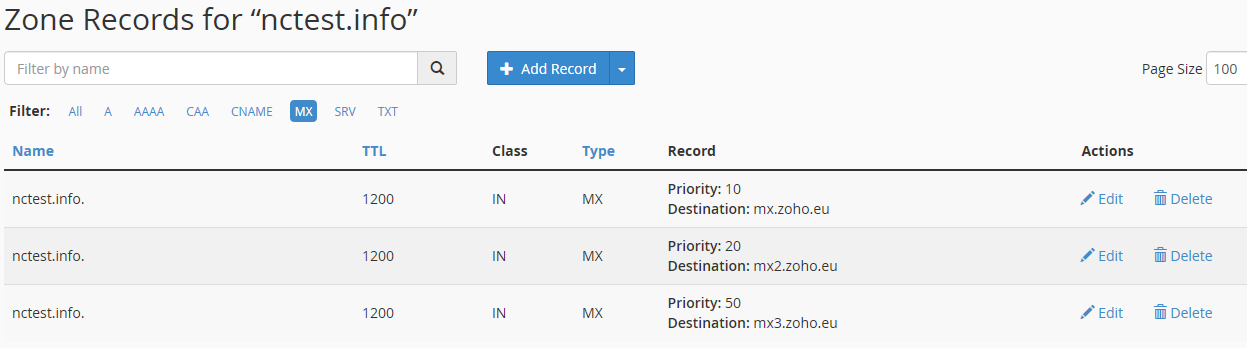 Zone Records for “nctest.info”
Filter by name
Add Record
Page Size 100
Filter: All A AAAA CAA CNAME MX SRV TXT
Name TTL Class Type Record Actions
nctest.info. 1200 IN MX Priority: 10 Edit Delete
Destination: mx.zoho.eu
nctest.info. 1200 IN MX Priority: 20 Edit Delete
Destination: mx2.zoho.eu
nctest.info. 1200 IN MX Priority: 50 Edit Delete
Destination: mx3.zoho.eu